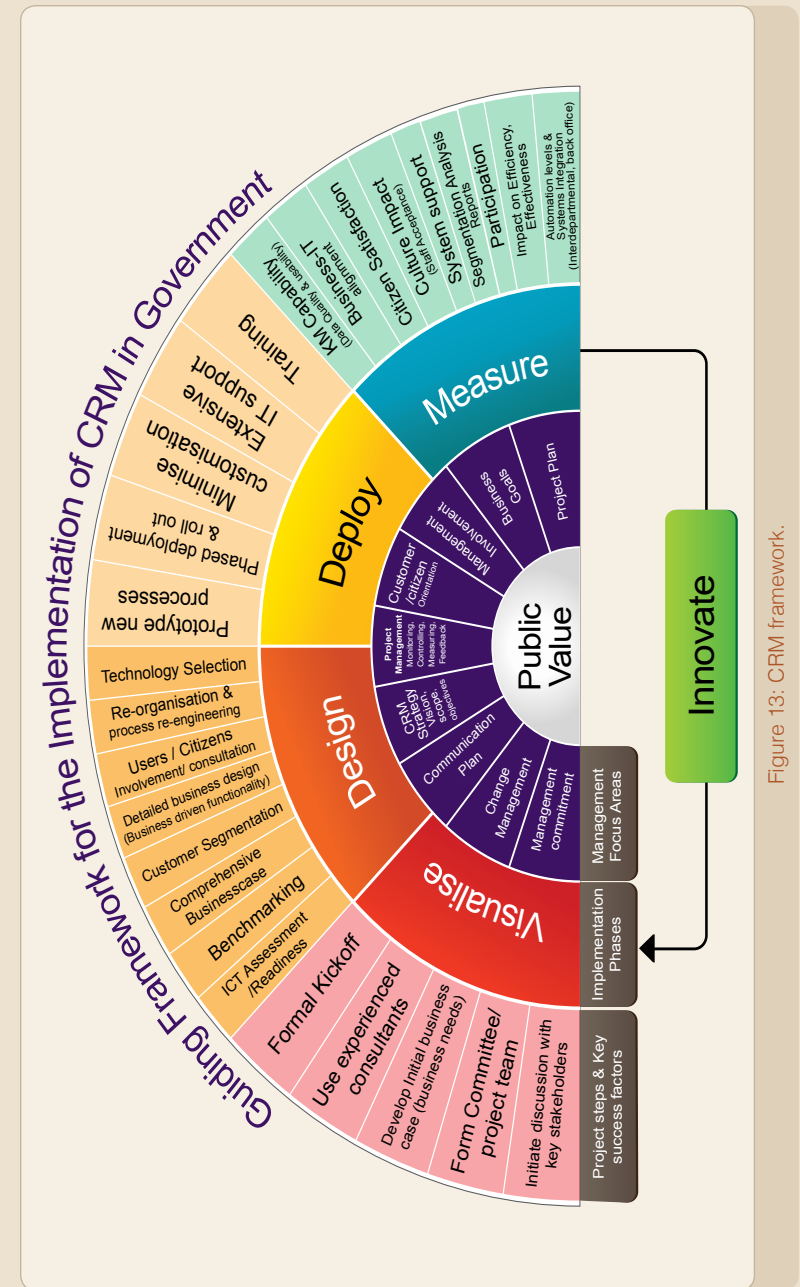 Guiding Framework for the Implementation of CRM in Government
Initiate discussion with
key stakeholders
Form Committee/
project team
Develop Initial business
case (business needs)
Use experienced
consultants
Formal Kickoff
ICT Assessment
/Readiness
Benchmarking
Comprehensive
Businesscase
Customer Segmentation
Detailed business design
(Business driven functionality)
Users / Citizens
Involvement/ consultation
Re-organisation &
process re-engineering
Technology Selection
Prototype new
processes
Phased deployment
& roll out
Minimise
customisation
Extensive
IT support
Training
KM Capability
(Data Quality & usability)
Business-IT
alignment
Citizen Satisfaction
Culture Impact
(Staff Acceptance)
System support
Segmentation Analysis
Reports
Participation
Impact on Efficiency,
Effectiveness
Automation levels &
Systems Integration
(Interdepartmental, back office)
Visualise
Design
Deploy
Measure
Management
commitment
Change
Management
Communication
Plan
CRM
Strategy
Stration-
Vision-
scope-
objectives
Project
Management
Monitoring,
Controlling,
Measuring,
Feedback
Customer
/citizen
Orientation
Management
Involvement
Business
Goals
Project Plan
Public
Value
Project steps & Key
success factors
Implementation
Phases
Management
Focus Areas
Innovate
Figure 13: CRM framework.